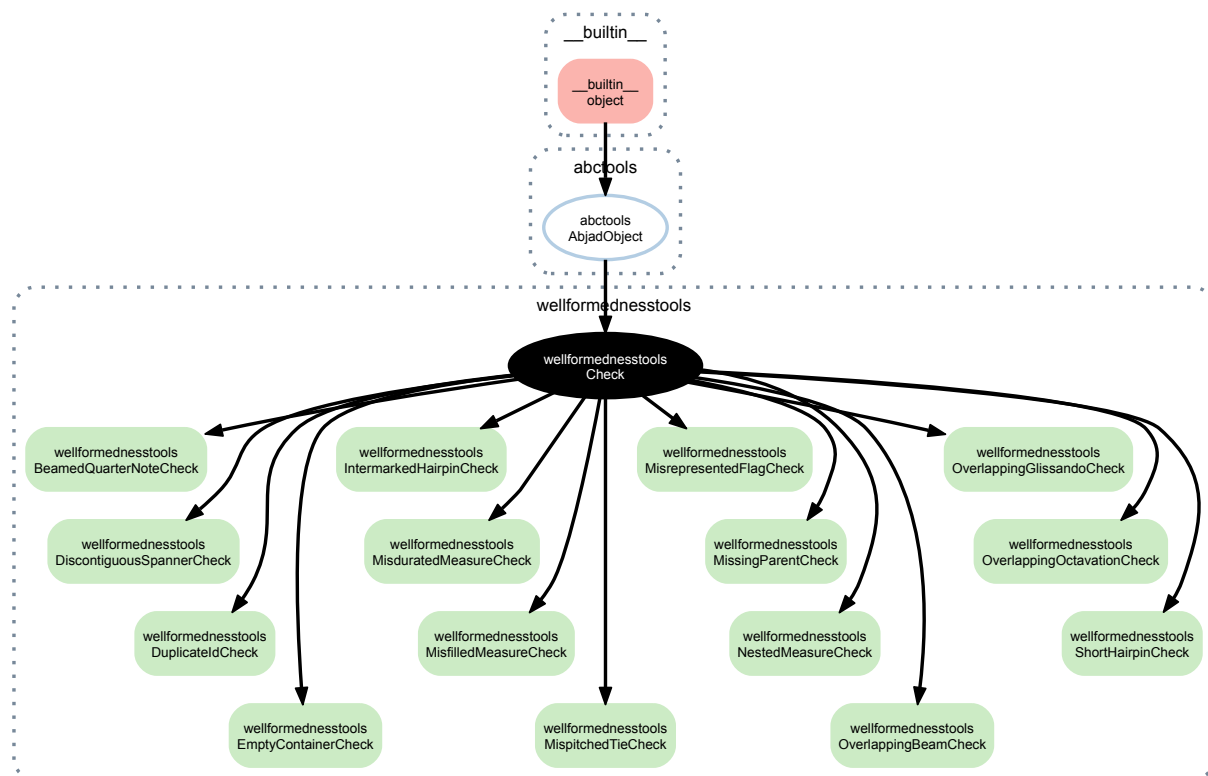 __builtin__
__builtin__
object
abctools
abctools
AbjadObject
wellformednesstools
wellformednesstools
Check
wellformednesstools
BeamedQuarterNoteCheck
wellformednesstools
IntermarkedHairpinCheck
wellformednesstools
MisrepresentedFlagCheck
wellformednesstools
OverlappingGlissandoCheck
wellformednesstools
DiscontiguousSpannerCheck
wellformednesstools
MisduratedMeasureCheck
wellformednesstools
MissingParentCheck
wellformednesstools
OverlappingOctavationCheck
wellformednesstools
DuplicateIdCheck
wellformednesstools
MisfilledMeasureCheck
wellformednesstools
NestedMeasureCheck
wellformednesstools
ShortHairpinCheck
wellformednesstools
EmptyContainerCheck
wellformednesstools
MispitchedTieCheck
wellformednesstools
OverlappingBeamCheck